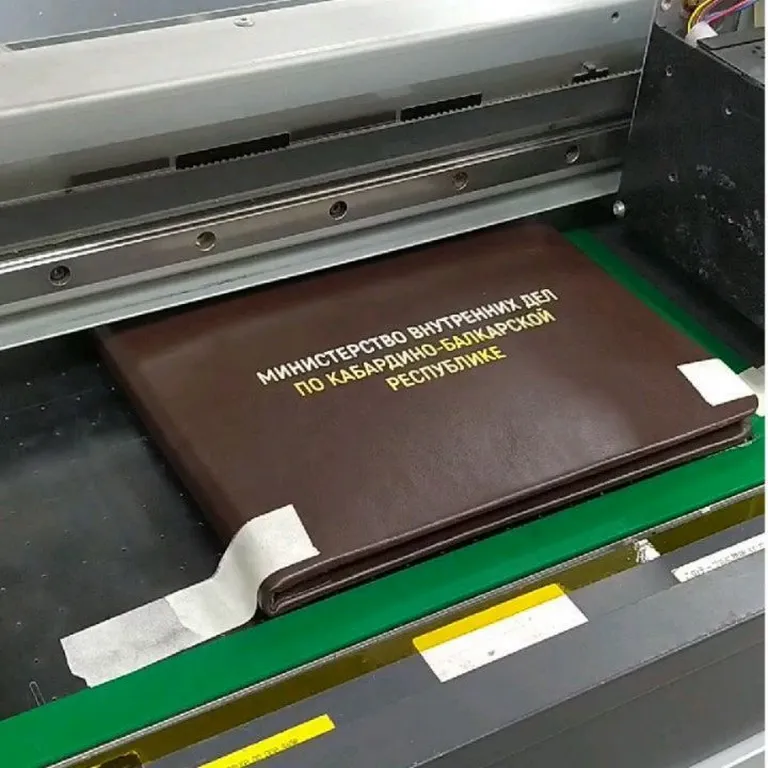 МИНИСТЕРСТВО ВНУТРЕННИХ ДЕЛ
ПО КАБАРДИНО-БАЛКАРСКОЙ
РЕСПУБЛИКЕ